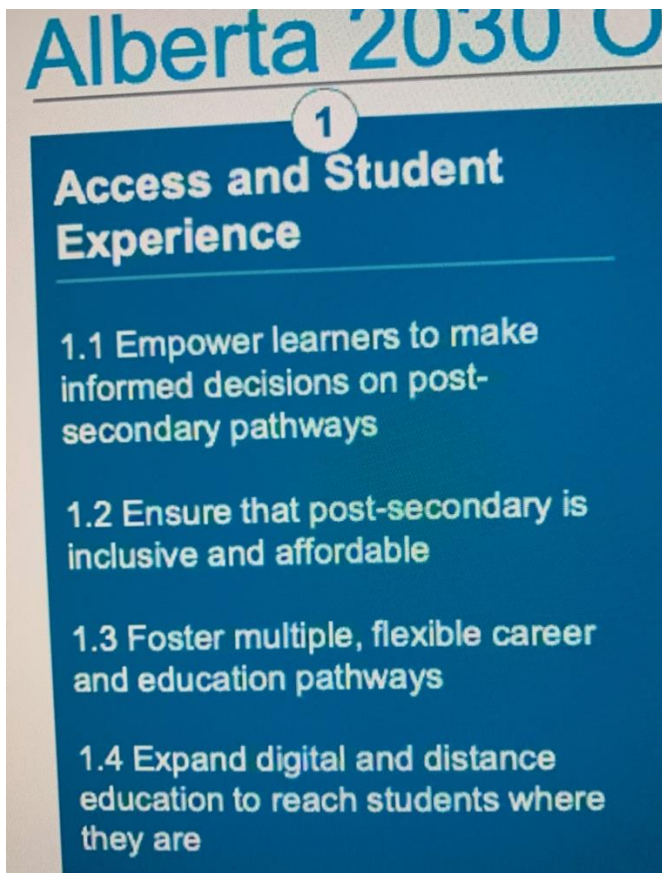 Alberta 2030
1
Access and Student
Experience
1.1 Empower learners to make
informed decisions on post-
secondary pathways
1.2 Ensure that post-secondary is
inclusive and affordable
1.3 Foster multiple, flexible career
and education pathways
1.4 Expand digital and distance
education to reach students where
they are